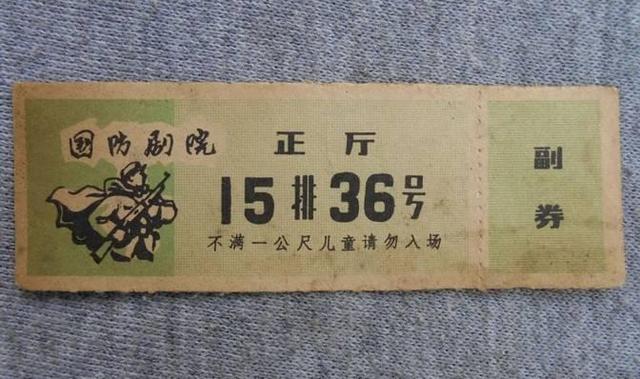 国防剧院
正厅
15排36号
不满一公尺儿童请勿入场
副券